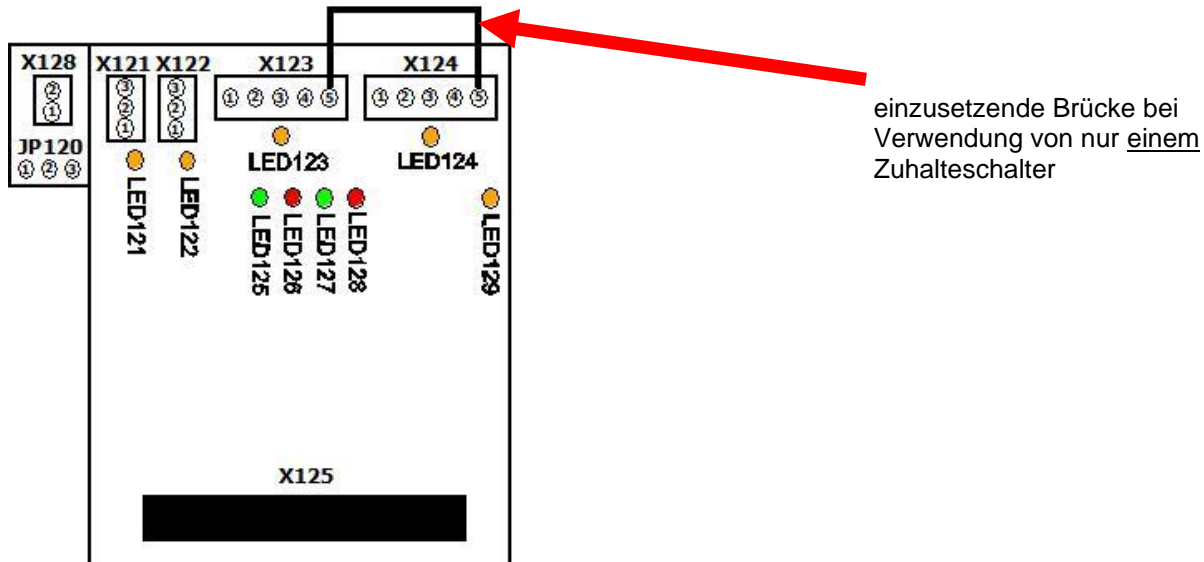 X128 X121 X122 X123 X124
② ③ ③ ① ② ③ ④ ⑤ ① ② ③ ④ ⑤
① ② ②
① ①
JP120
① ② ③
LED123 LED124
LED121
LED122
LED125
LED126
LED127
LED128
LED129
X125
einzusetzende Brücke bei
Verwendung von nur einem
Zuhalteschalter